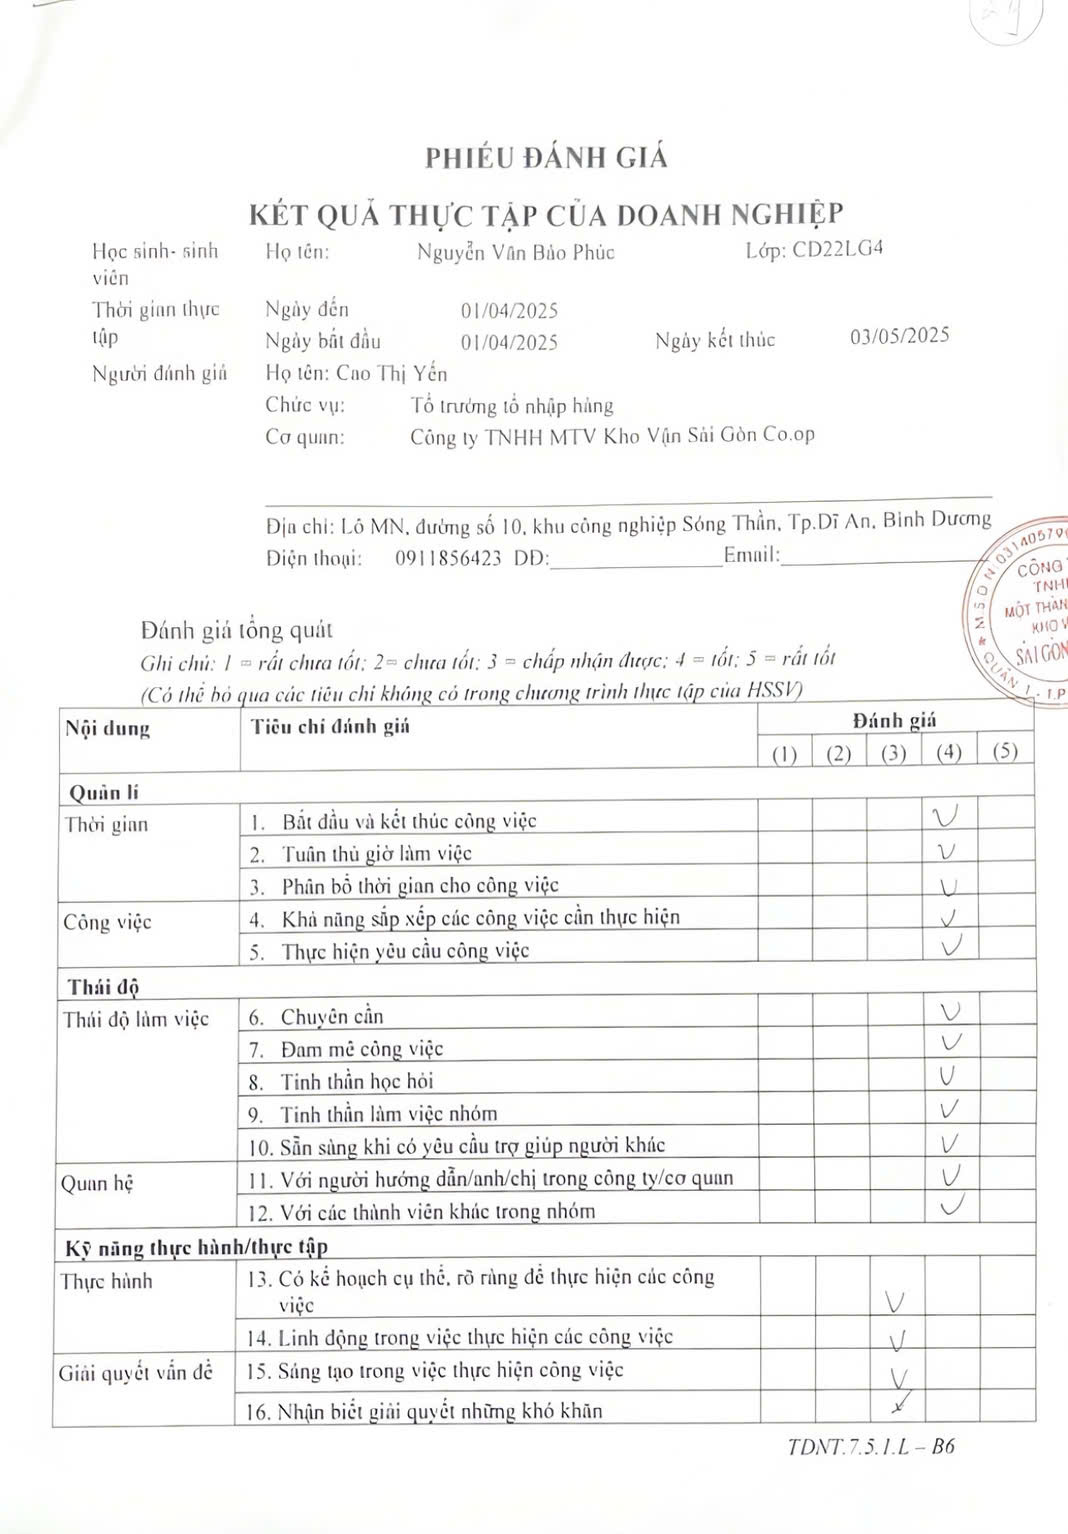 PHIẾU ĐÁNH GIÁ
KẾT QUẢ THỰC TẬP CỦA DOANH NGHIỆP
Học sinh- sinh viên Họ tên: Nguyễn Văn Bảo Phúc Lớp: CD22LG4
Thời gian thực tập Ngày đến 01/04/2025
Ngày bắt đầu 01/04/2025 Ngày kết thúc 03/05/2025
Người đánh giá Họ tên: Cao Thị Yến
Chức vụ: Tổ trưởng tổ nhập hàng
Cơ quan: Công ty TNHH MTV Kho Vận Sài Gòn Co.op
Địa chỉ: Lô MN, đường số 10, khu công nghiệp Sóng Thần, Tp.Dĩ An, Bình Dương
Điện thoại: 0911856423 DĐ: Email:
MSDN:03140579
CÔNG
TNHH
MỘT THÀN
KHO V
SÀI GÒN
QUẬN 1 - T.P
Đánh giá tổng quát
Ghi chú: 1 = rất chưa tốt; 2= chưa tốt; 3 = chấp nhận được; 4 = tốt; 5 = rất tốt
(Có thể bỏ qua các tiêu chí không có trong chương trình thực tập của HSSV)
Nội dung Tiêu chí đánh giá Đánh giá
(1) (2) (3) (4) (5)
Quản lí
Thời gian 1. Bắt đầu và kết thúc công việc
2. Tuân thủ giờ làm việc
3. Phân bổ thời gian cho công việc
Công việc 4. Khả năng sắp xếp các công việc cần thực hiện
5. Thực hiện yêu cầu công việc
Thái độ
Thái độ làm việc 6. Chuyên cần
7. Đam mê công việc
8. Tinh thần học hỏi
9. Tinh thần làm việc nhóm
10. Sẵn sàng khi có yêu cầu trợ giúp người khác
Quan hệ 11. Với người hướng dẫn/anh/chị trong công ty/cơ quan
12. Với các thành viên khác trong nhóm
Kỹ năng thực hành/thực tập
Thực hành 13. Có kế hoạch cụ thể, rõ ràng để thực hiện các công
việc
14. Linh động trong việc thực hiện các công việc
Giải quyết vấn đề 15. Sáng tạo trong việc thực hiện công việc
16. Nhận biết giải quyết những khó khăn
TDNT.7.5.1.L – B6